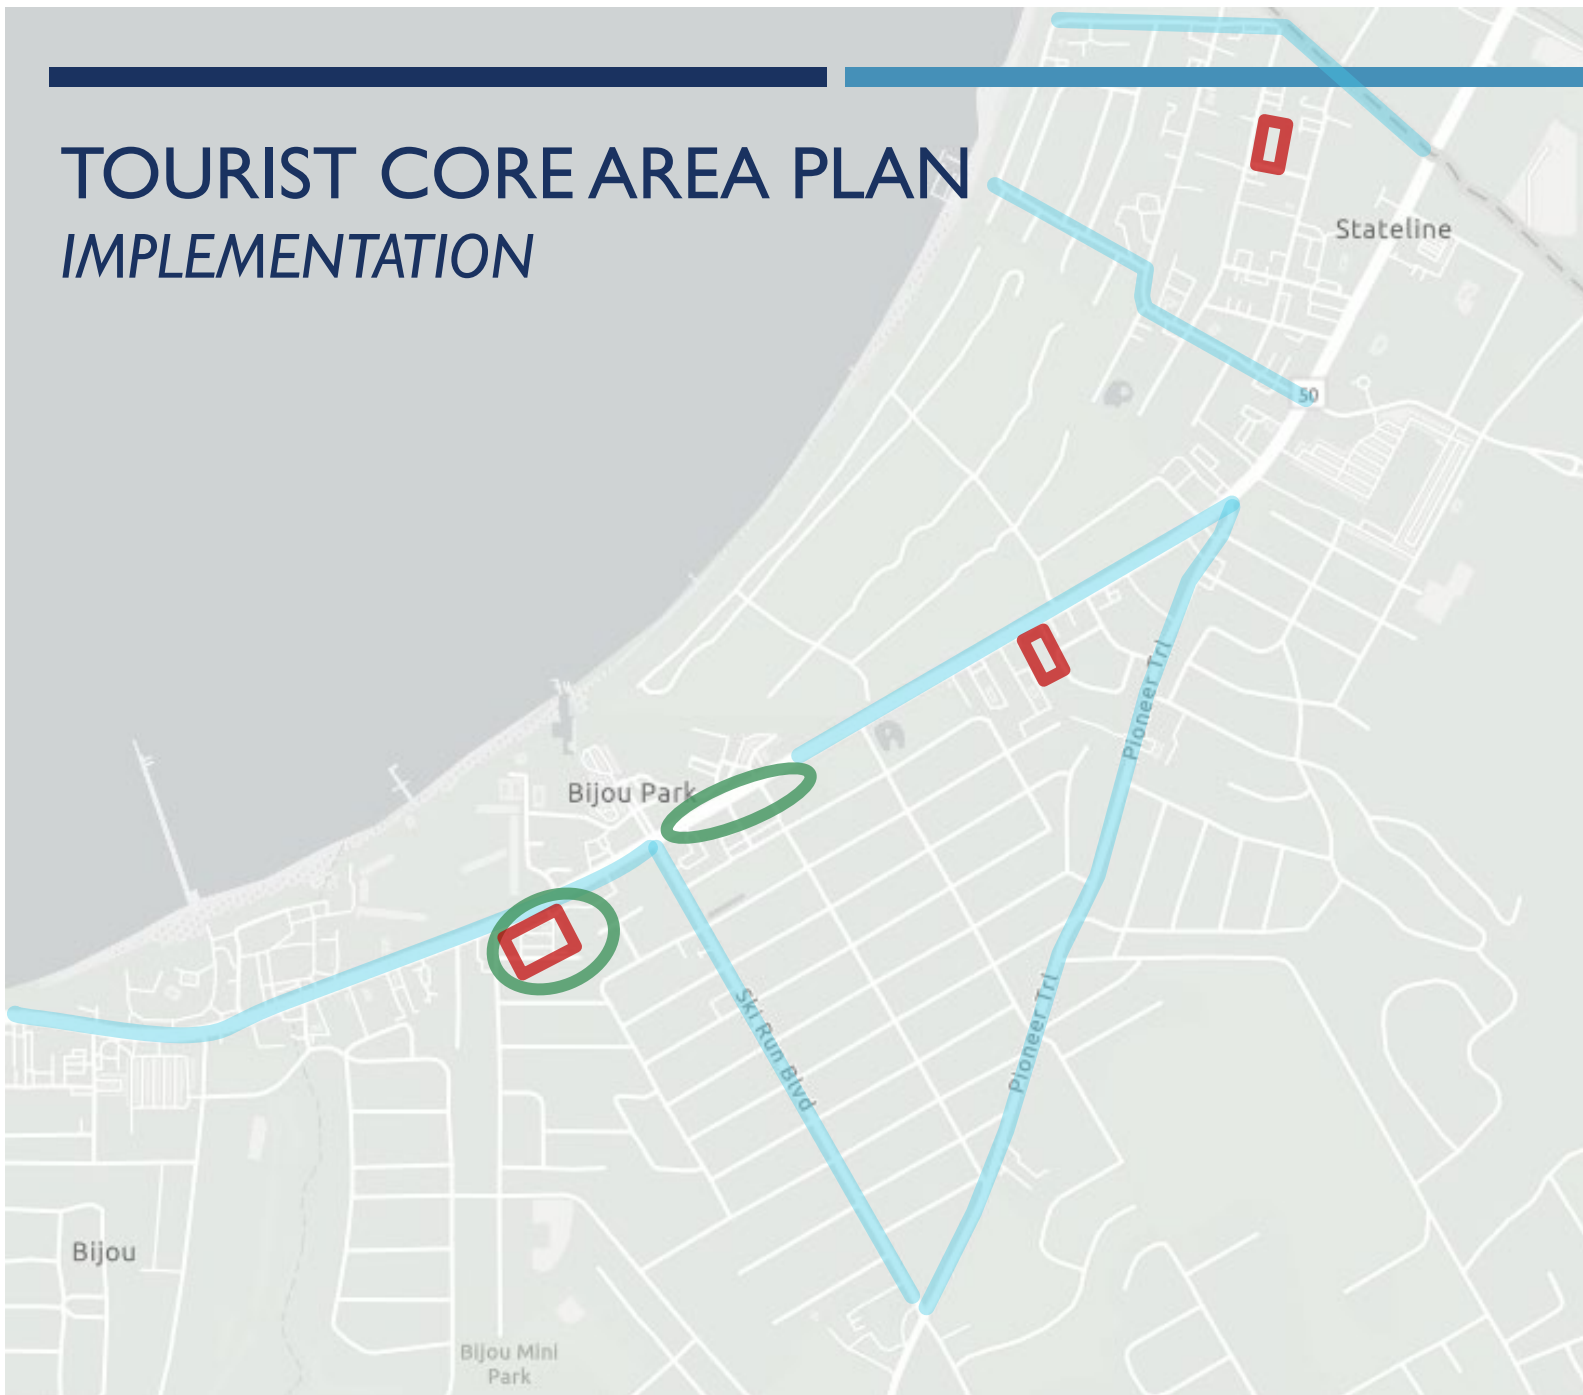 TOURIST CORE AREA PLAN
IMPLEMENTATION
Stateline
50
Pioneer Trl
Bijou Park
Ski Run Blvd
Pioneer Trl
Bijou
Bijou Mini
Park